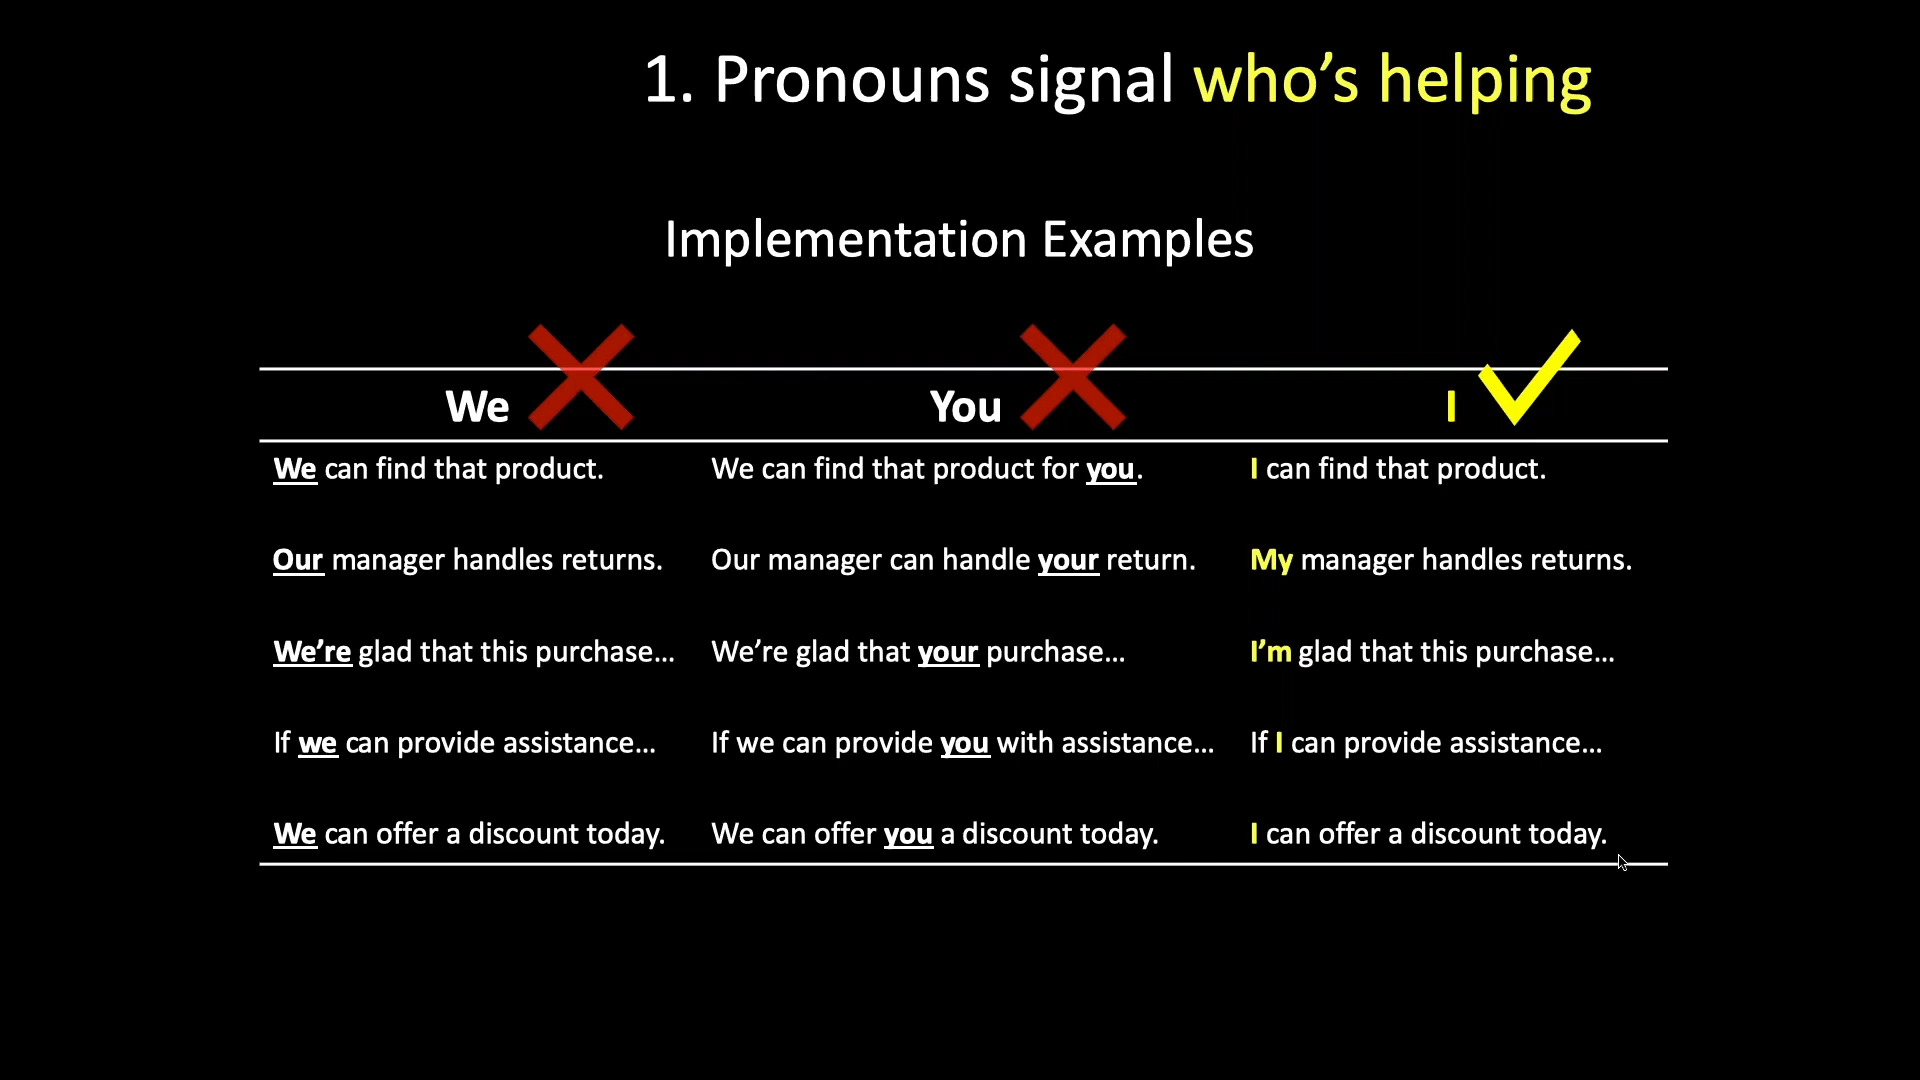 1. Pronouns signal who’s helping
Implementation Examples
We You I
We can find that product. We can find that product for you. I can find that product.
Our manager handles returns. Our manager can handle your return. My manager handles returns.
We’re glad that this purchase... We’re glad that your purchase... I’m glad that this purchase...
If we can provide assistance... If we can provide you with assistance... If I can provide assistance...
We can offer a discount today. We can offer you a discount today. I can offer a discount today.